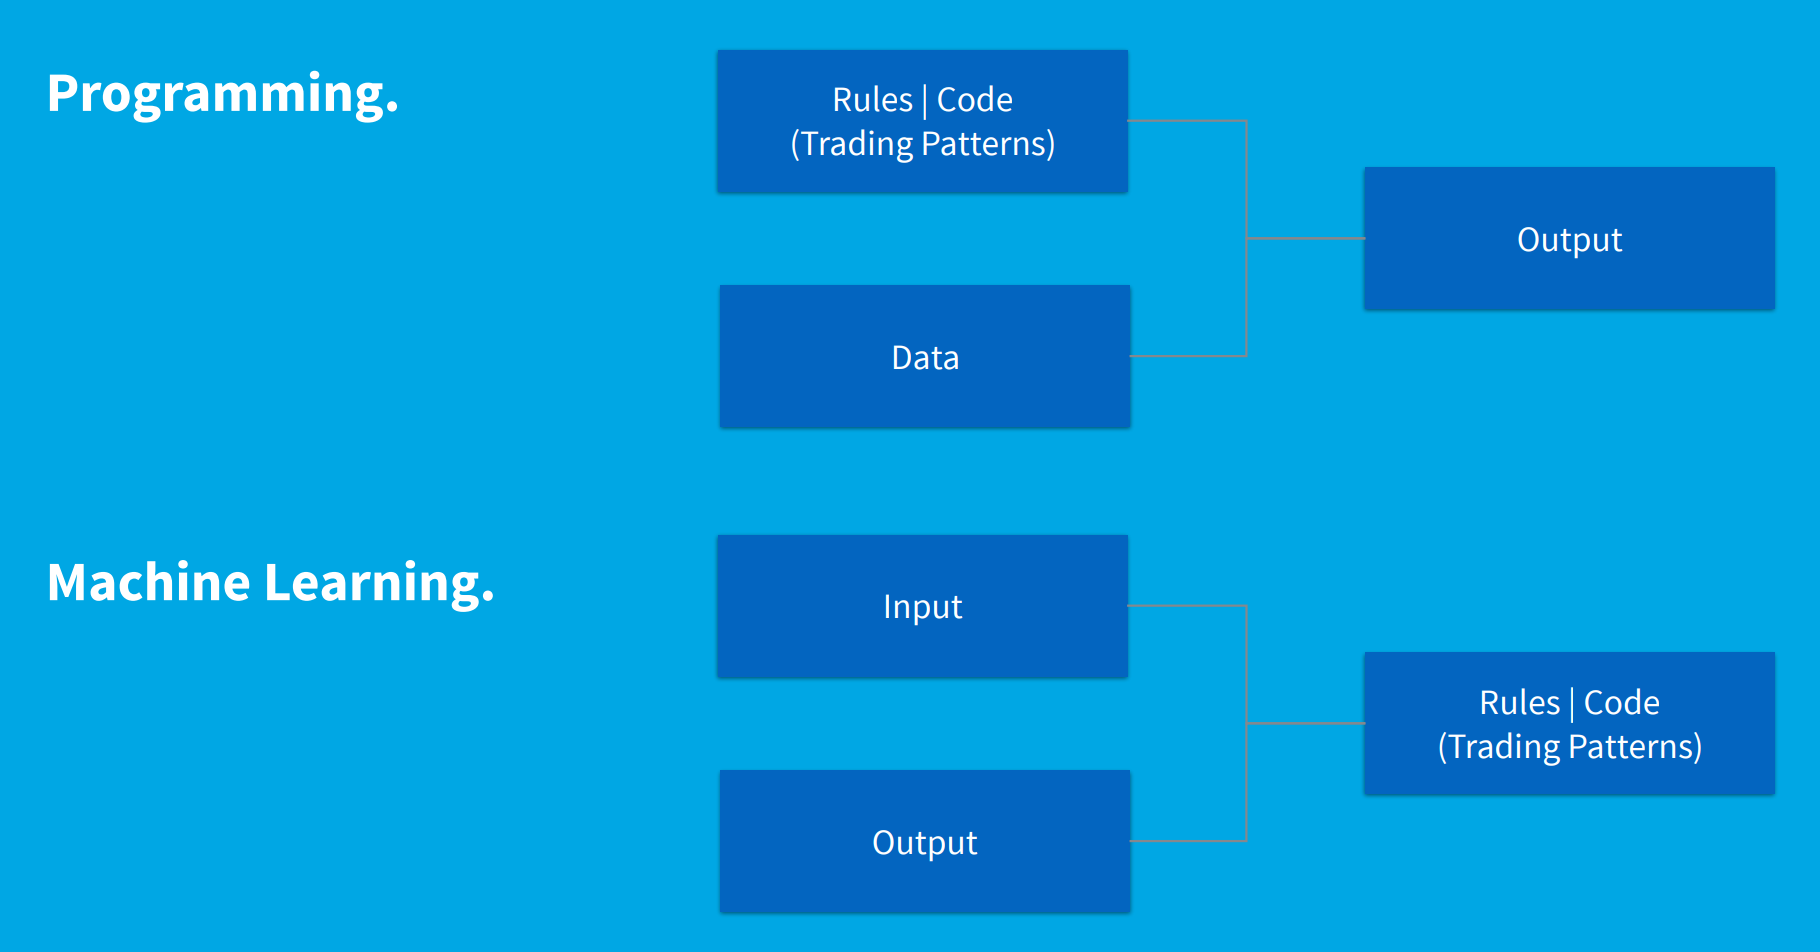 Programming.
Rules | Code
(Trading Patterns)
Data
Output
Machine Learning.
Input
Output
Rules | Code
(Trading Patterns)